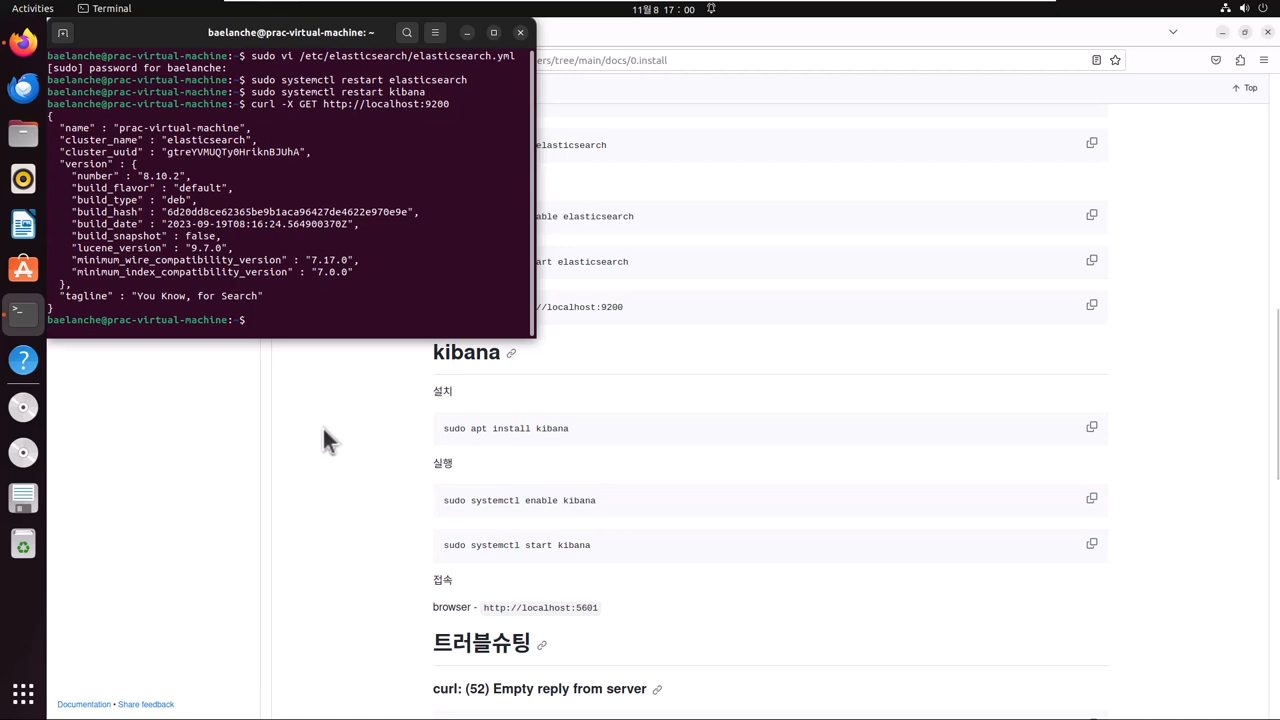 Activities
Terminal
11월 8 17 : 00
baelanche@prac-virtual-machine: ~
baelanche@prac-virtual-machine:~$ sudo vi /etc/elasticsearch/elasticsearch.yml
[sudo] password for baelanche:
baelanche@prac-virtual-machine:~$ sudo systemctl restart elasticsearch
baelanche@prac-virtual-machine:~$ sudo systemctl restart kibana
baelanche@prac-virtual-machine:~$ curl -X GET http://localhost:9200
{
"name" : "prac-virtual-machine",
"cluster_name" : "elasticsearch",
"cluster_uuid" : "gtreYVMUQTy0HriknBJUhA",
"version" : {
"number" : "8.10.2",
"build_flavor" : "default",
"build_type" : "deb",
"build_hash" : "6d20dd8ce62365be9b1aca96427de4622e970e9e",
"build_date" : "2023-09-19T08:16:24.564900370Z",
"build_snapshot" : false,
"lucene_version" : "9.7.0",
"minimum_wire_compatibility_version" : "7.17.0",
"minimum_index_compatibility_version" : "7.0.0"
},
"tagline" : "You Know, for Search"
}
baelanche@prac-virtual-machine:~$
ers/tree/main/docs/0.install
Top
elasticsearch
able elasticsearch
art elasticsearch
//localhost:9200
kibana
설치
sudo apt install kibana
실행
sudo systemctl enable kibana
sudo systemctl start kibana
접속
browser - http://localhost:5601
트러블슈팅
curl: (52) Empty reply from server
Documentation • Share feedback